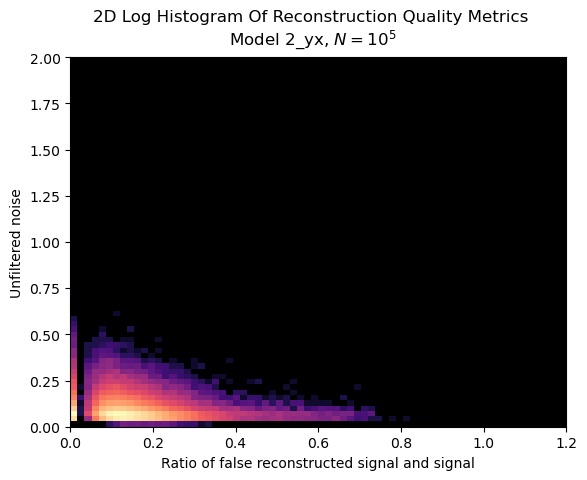 2D Log Histogram Of Reconstruction Quality Metrics
Model 2_yx, $N = 10^5$
2.00
1.75
1.50
1.25
1.00
0.75
0.50
0.25
0.00
Unfiltered noise
0.0 0.2 0.4 0.6 0.8 1.0 1.2
Ratio of false reconstructed signal and signal